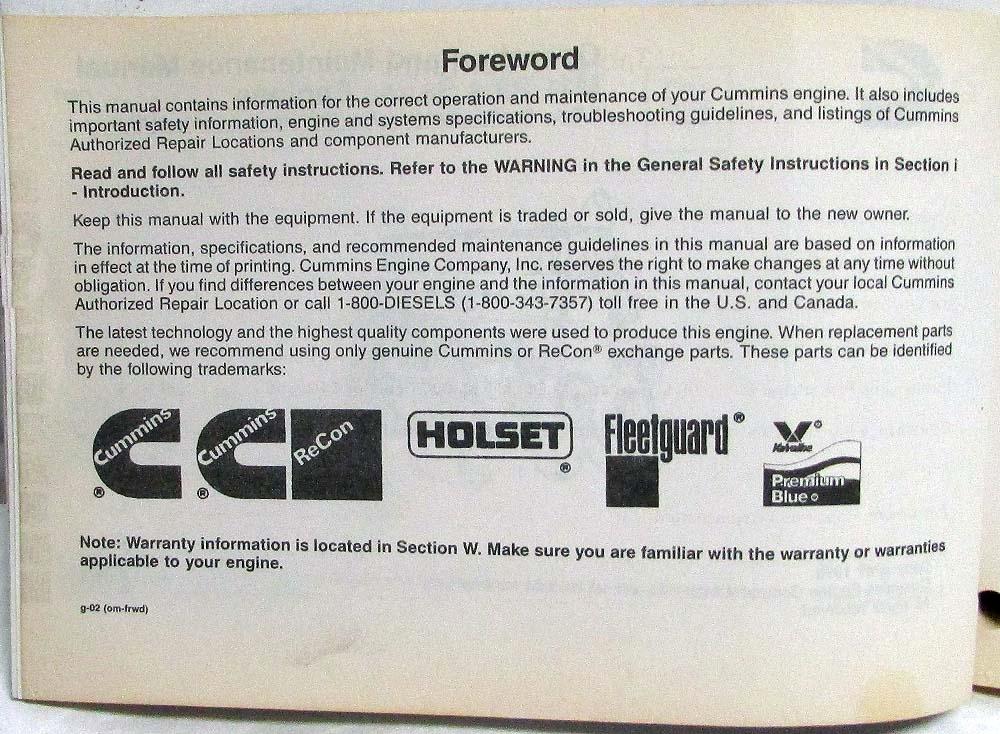 Foreword
This manual contains information for the correct operation and maintenance of your Cummins engine. It also includes
important safety information, engine and systems specifications, troubleshooting guidelines, and listings of Cummins
Authorized Repair Locations and component manufacturers.
Read and follow all safety instructions. Refer to the WARNING in the General Safety Instructions in Section i
- Introduction.
Keep this manual with the equipment. If the equipment is traded or sold, give the manual to the new owner.
The information, specifications, and recommended maintenance guidelines in this manual are based on information
in effect at the time of printing. Cummins Engine Company, Inc. reserves the right to make changes at any time without
obligation. If you find differences between your engine and the information in this manual, contact your local Cummins
Authorized Repair Location or call 1-800-DIESELS (1-800-343-7357) toll free in the U.S. and Canada.
The latest technology and the highest quality components were used to produce this engine. When replacement parts
are needed, we recommend using only genuine Cummins or ReCon® exchange parts. These parts can be identified
by the following trademarks:
Cummins ®
Cummins ReCon ®
HOLSET ®
Fleetguard ®
Valvoline ®
Premium
Blue ®
Note: Warranty information is located in Section W. Make sure you are familiar with the warranty or warranties
applicable to your engine.
g-02 (om-frwd)